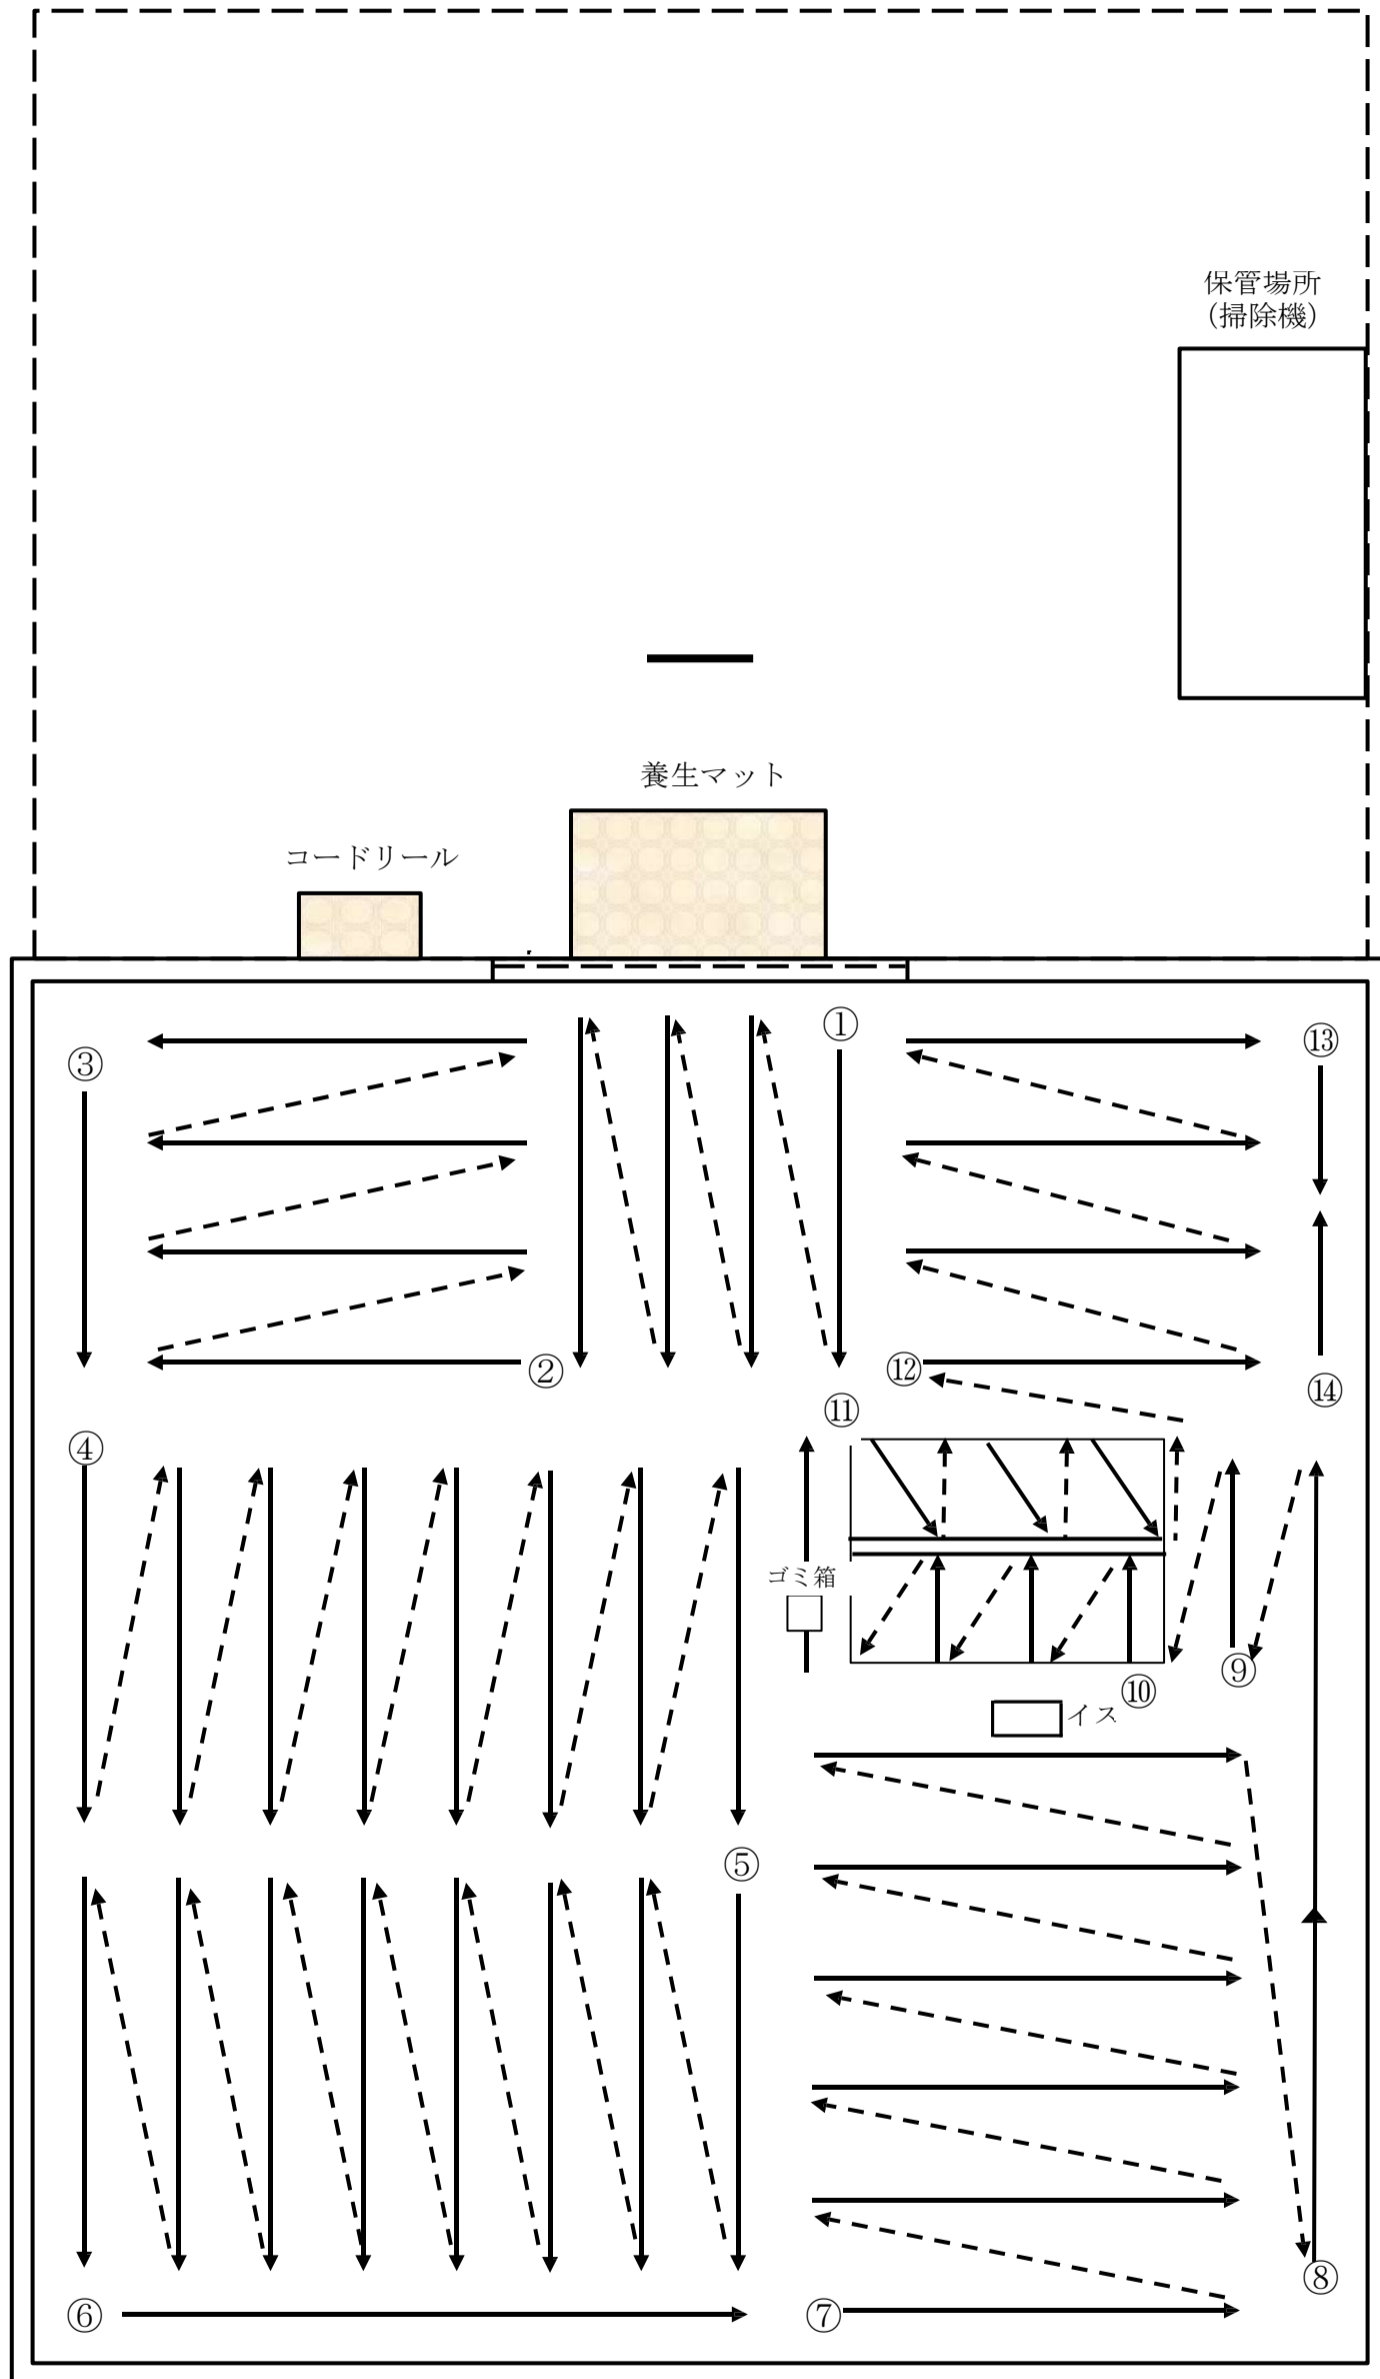 保管場所
(掃除機)
養生マット
コードリール
①
③
⑬
②
⑫
⑭
⑪
④
ゴミ箱
⑨
⑩
イス
⑤
⑧
⑥
⑦